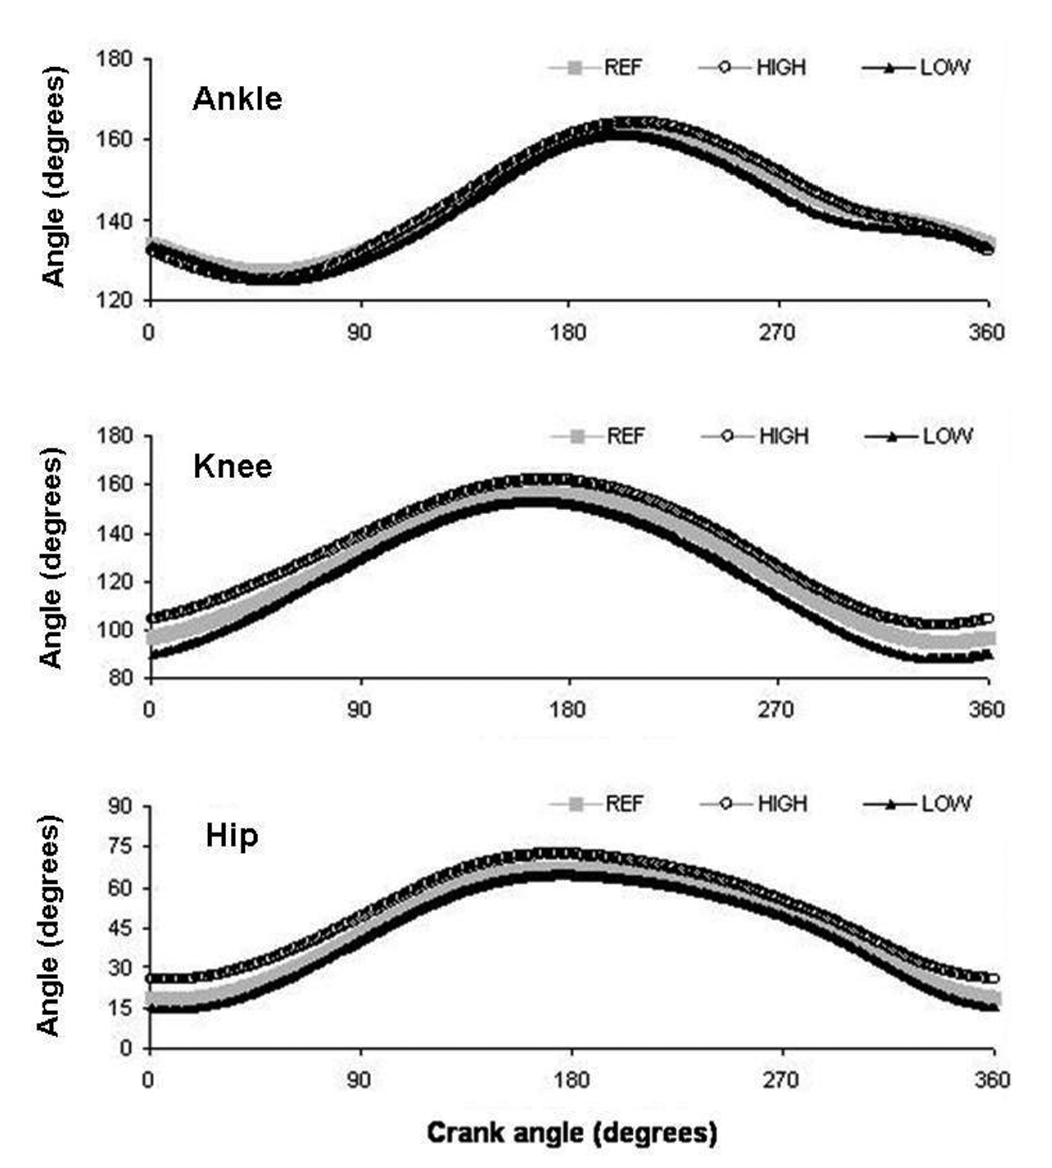 180
REF HIGH LOW
Ankle
Angle (degrees)
160
140
120
0 90 180 270 360
180
REF HIGH LOW
Knee
Angle (degrees)
160
140
120
100
80
0 90 180 270 360
90
REF HIGH LOW
Hip
Angle (degrees)
75
60
45
30
15
0
0 90 180 270 360
Crank angle (degrees)